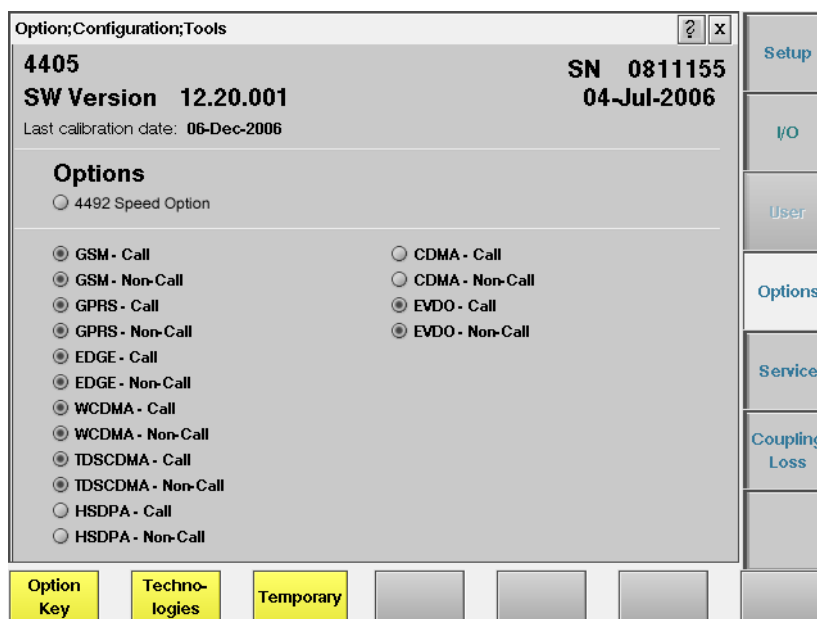 Option;Configuration;Tools
? x
4405
SN 0811155
SW Version 12.20.001
04-Jul-2006
Last calibration date: 06-Dec-2006
Options
4492 Speed Option
GSM - Call
GSM - Non-Call
GPRS - Call
GPRS - Non-Call
EDGE - Call
EDGE - Non-Call
WCDMA - Call
WCDMA - Non-Call
TDSCDMA - Call
TDSCDMA - Non-Call
HSDPA - Call
HSDPA - Non-Call
CDMA - Call
CDMA - Non-Call
EVDO - Call
EVDO - Non-Call
Setup
I/O
User
Options
Service
Coupling
Loss
Option
Key
Techno-
logies
Temporary